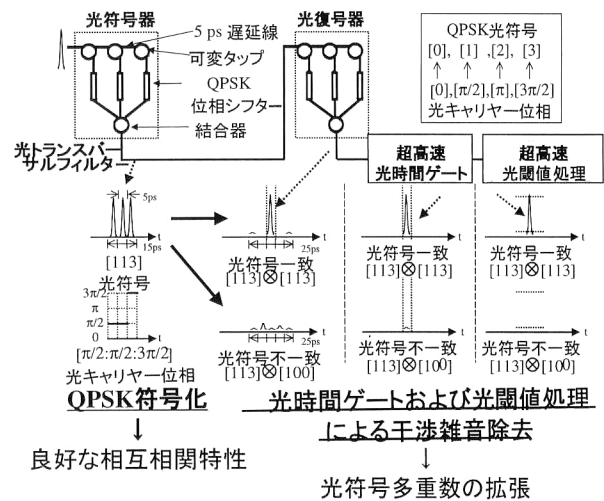 光符号器
5 ps 遅延線
可変タップ
QPSK
位相シフター
結合器
光トランスバー
サルフィルター
光復号器
QPSK光符号
[0], [1] ,[2], [3]
[0],[π/2],[π],[3π/2]
光キャリヤー位相
超高速
光時間ゲート
超高速
光閾値処理
5ps
t
15ps
[113]
光符号
3π/2
π
π/2
0
t
[π/2:π/2:3π/2]
光キャリヤー位相
QPSK符号化
良好な相互相関特性
t
25ps
光符号一致
[113]⊗[113]
t
25ps
光符号不一致
[113]⊗[100]
t
光符号一致
[113]⊗[113]
t
光符号不一致
[113]⊗[100]
t
光符号一致
[113]⊗[113]
t
光符号不一致
[113]⊗[100]
光時間ゲートおよび光閾値処理
による干渉雑音除去
光符号多重数の拡張